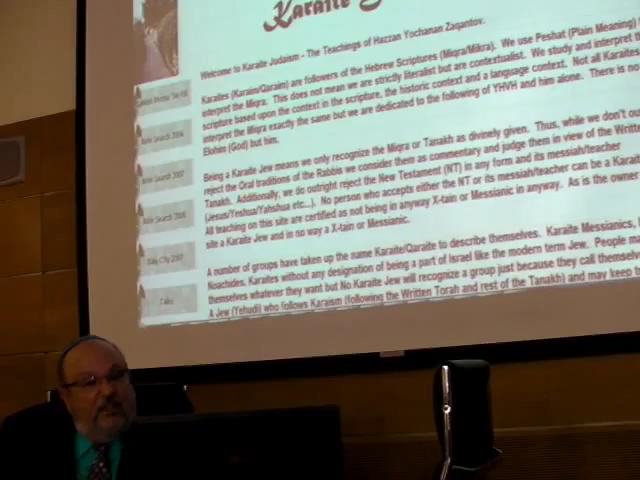 Karaite
Welcome to Karaite Judaism - The Teachings of Hazzan Yochanan Zaqantov.
Karaites (Karaim/Qaraim) are followers of the Hebrew Scriptures (Miqra/Mikra). We use Peshat (Plain Meaning)
interpret the Miqra. This does not mean we are strictly literalist but are contextualist. We study and interpret the
scripture based upon the context in the scripture, the historic context and a language context. Not all Karaites
interpret the Miqra exactly the same but we are dedicated to the following of YHVH and him alone. There is no
Elohim (God) but him.
Being a Karaite Jew means we only recognize the Miqra or Tanakh as divinely given. Thus, while we don't
reject the Oral traditions of the Rabbis we consider them as commentary and judge them in view of the Written
Tanakh. Additionally, we do outright reject the New Testament (NT) in any form and its messiah/teacher
(Jesus/Yeshua/Yahshua etc...). No person who accepts either the NT or its messiah/teacher can be a
All teaching on this site are certified as not being in anyway X-tain or Messianic in anyway. As is the owner
site a Karaite Jew and in no way a X-tain or Messianic.
A number of groups have taken up the name Karaite/Qaraite to describe themselves. Karaite Messianics,
Noachides, Karaites without any designation of being a part of Israel like the modern term Jew. People
themselves whatever they want but No Karaite Jew will recognize a group just because they call
A Jew (Yehudi) who follows Karaism (following the Written Torah and rest of the Tanakh) and may keep